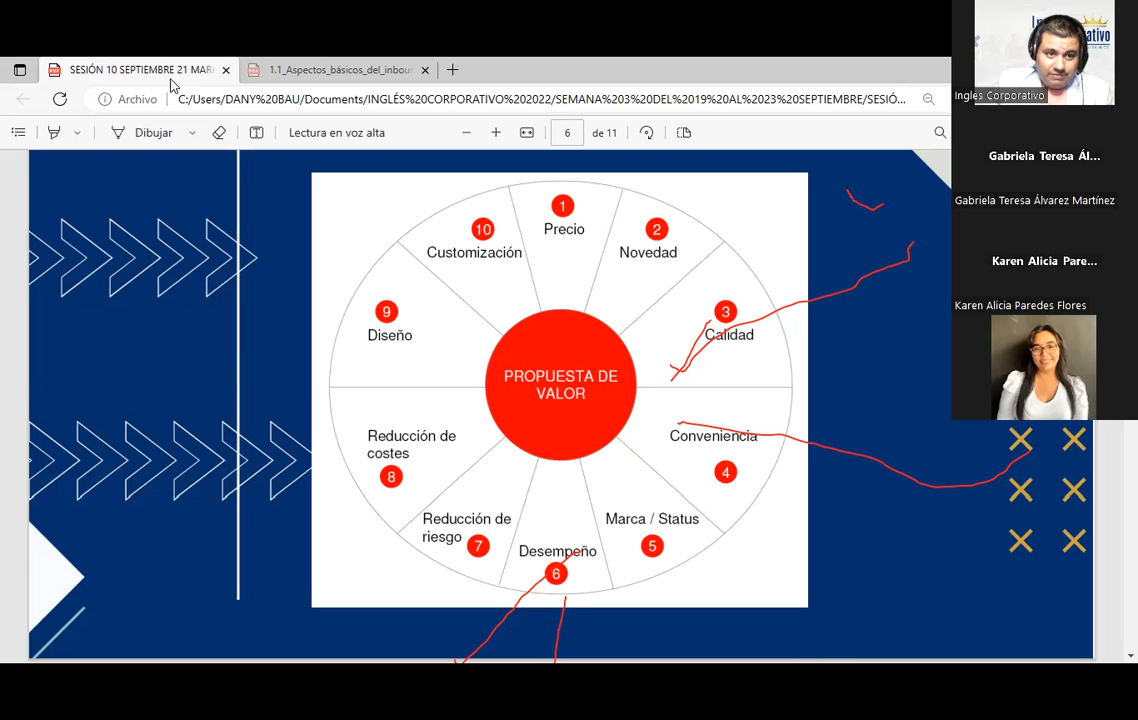 SESIÓN 10 SEPTIEMBRE 21 MAR
1.1_Aspectos_básicos_del_inbour
Archivo
C:/Users/DANY%20BAU/Documents/INGLÉS%20CORPORATIVO%202022/SEMANA%203%20DEL%2019%20AL%2023%20SEPTIEMBRE/SESIÓ...
Dibujar
Lectura en voz alta
6
de 11
1
Precio
2
Novedad
3
Calidad
Conveniencia
4
Marca / Status
5
Desempeño
6
Reducción de
riesgo
7
Reducción de
costes
8
9
Diseño
10
Customización
PROPUESTA DE
VALOR
Ingles Corporativo
Gabriela Teresa Ál...
Gabriela Teresa Álvarez Martínez
Karen Alicia Pare...
Karen Alicia Paredes Flores